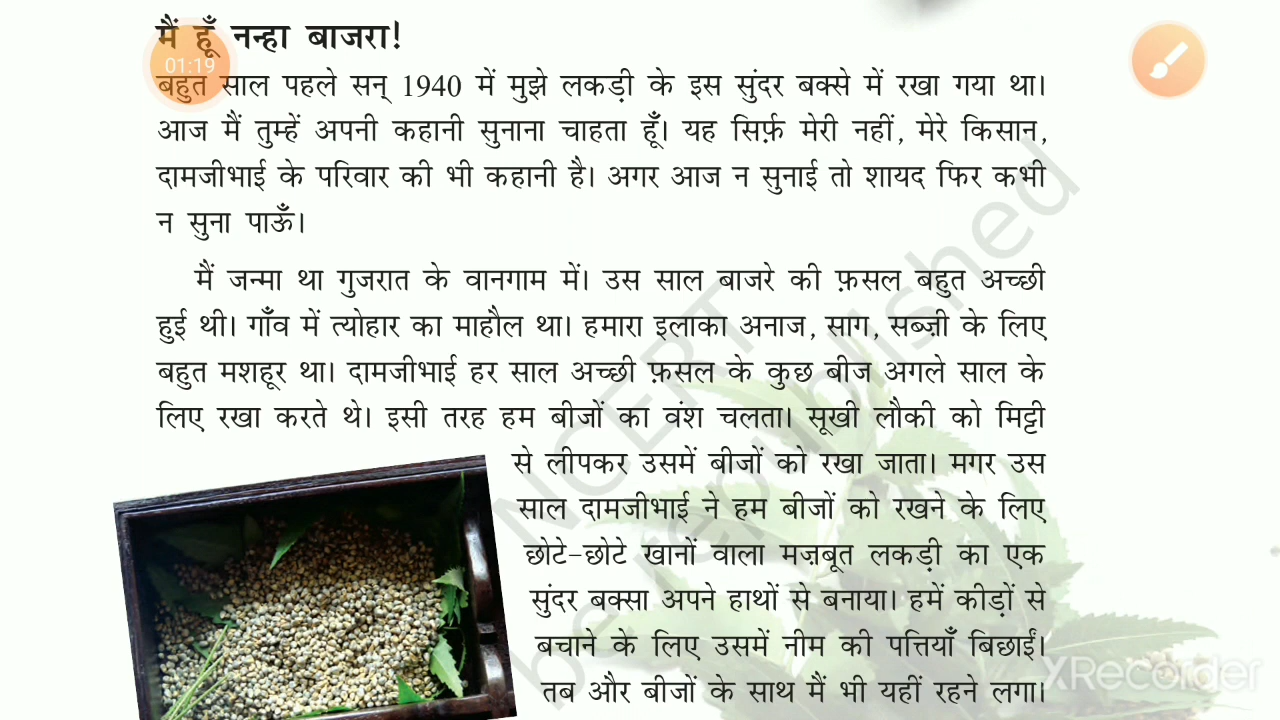 मैं हूँ नन्हा बाजरा!
01:19
बहुत साल पहले सन् 1940 में मुझे लकड़ी के इस सुंदर बक्से में रखा गया था।
आज मैं तुम्हें अपनी कहानी सुनाना चाहता हूँ। यह सिर्फ़ मेरी नहीं, मेरे किसान,
दामजीभाई के परिवार की भी कहानी है। अगर आज न सुनाई तो शायद फिर कभी
न सुना पाऊँ।
मैं जन्मा था गुजरात के वानगाम में। उस साल बाजरे की फ़सल बहुत अच्छी
हुई थी। गाँव में त्योहार का माहौल था। हमारा इलाका अनाज, साग, सब्ज़ी के लिए
बहुत मशहूर था। दामजीभाई हर साल अच्छी फ़सल के कुछ बीज अगले साल के
लिए रखा करते थे। इसी तरह हम बीजों का वंश चलता। सूखी लौकी को मिट्टी
से लीपकर उसमें बीजों को रखा जाता। मगर उस
साल दामजीभाई ने हम बीजों को रखने के लिए
छोटे-छोटे खानों वाला मज़बूत लकड़ी का एक
सुंदर बक्सा अपने हाथों से बनाया। हमें कीड़ों से
बचाने के लिए उसमें नीम की पत्तियाँ बिछाईं।
तब और बीजों के साथ मैं भी यहीं रहने लगा।
NCERT
be republished
XRecorder